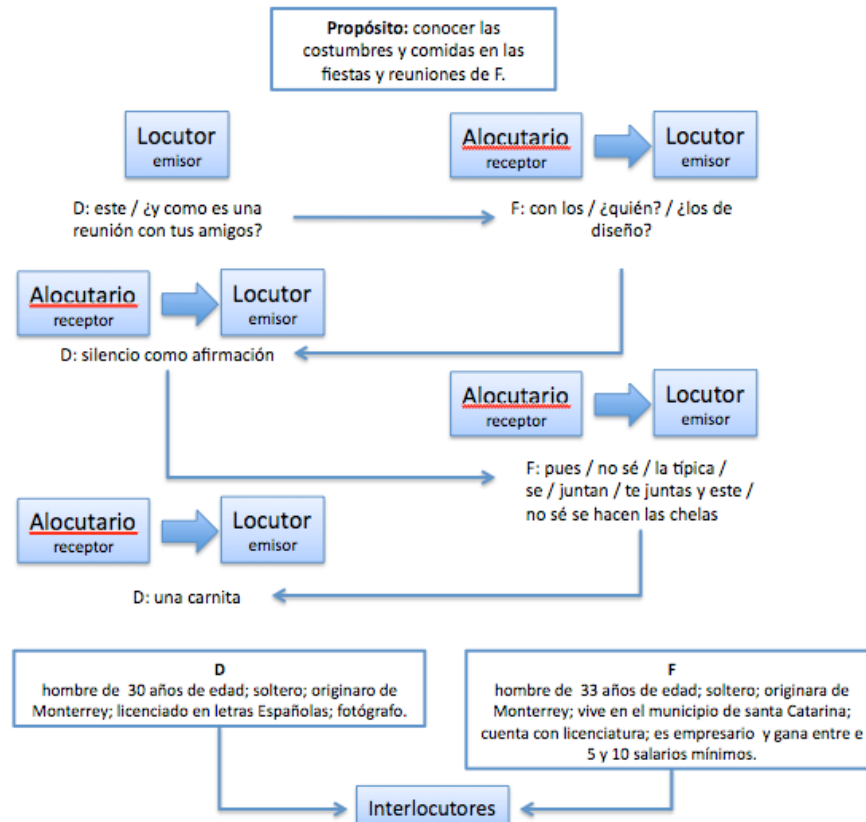 Propósito: conocer las
costumbres y comidas en las
fiestas y reuniones de F.
Locutor
emisor
Alocutario
receptor
Locutor
emisor
D: este / ¿y como es una
reunión con tus amigos?
F: con los / ¿quién? / ¿los de
diseño?
Alocutario
receptor
Locutor
emisor
D: silencio como afirmación
Alocutario
receptor
Locutor
emisor
F: pues / no sé / la típica /
se / juntan / te juntas y este /
no sé se hacen las chelas
Alocutario
receptor
Locutor
emisor
D: una carnita
D
hombre de 30 años de edad; soltero; originaro de
Monterrey; licenciado en letras Españolas; fotógrafo.
F
hombre de 33 años de edad; soltero; originara de
Monterrey; vive en el municipio de santa Catarina;
cuenta con licenciatura; es empresario y gana entre e
5 y 10 salarios mínimos.
Interlocutores